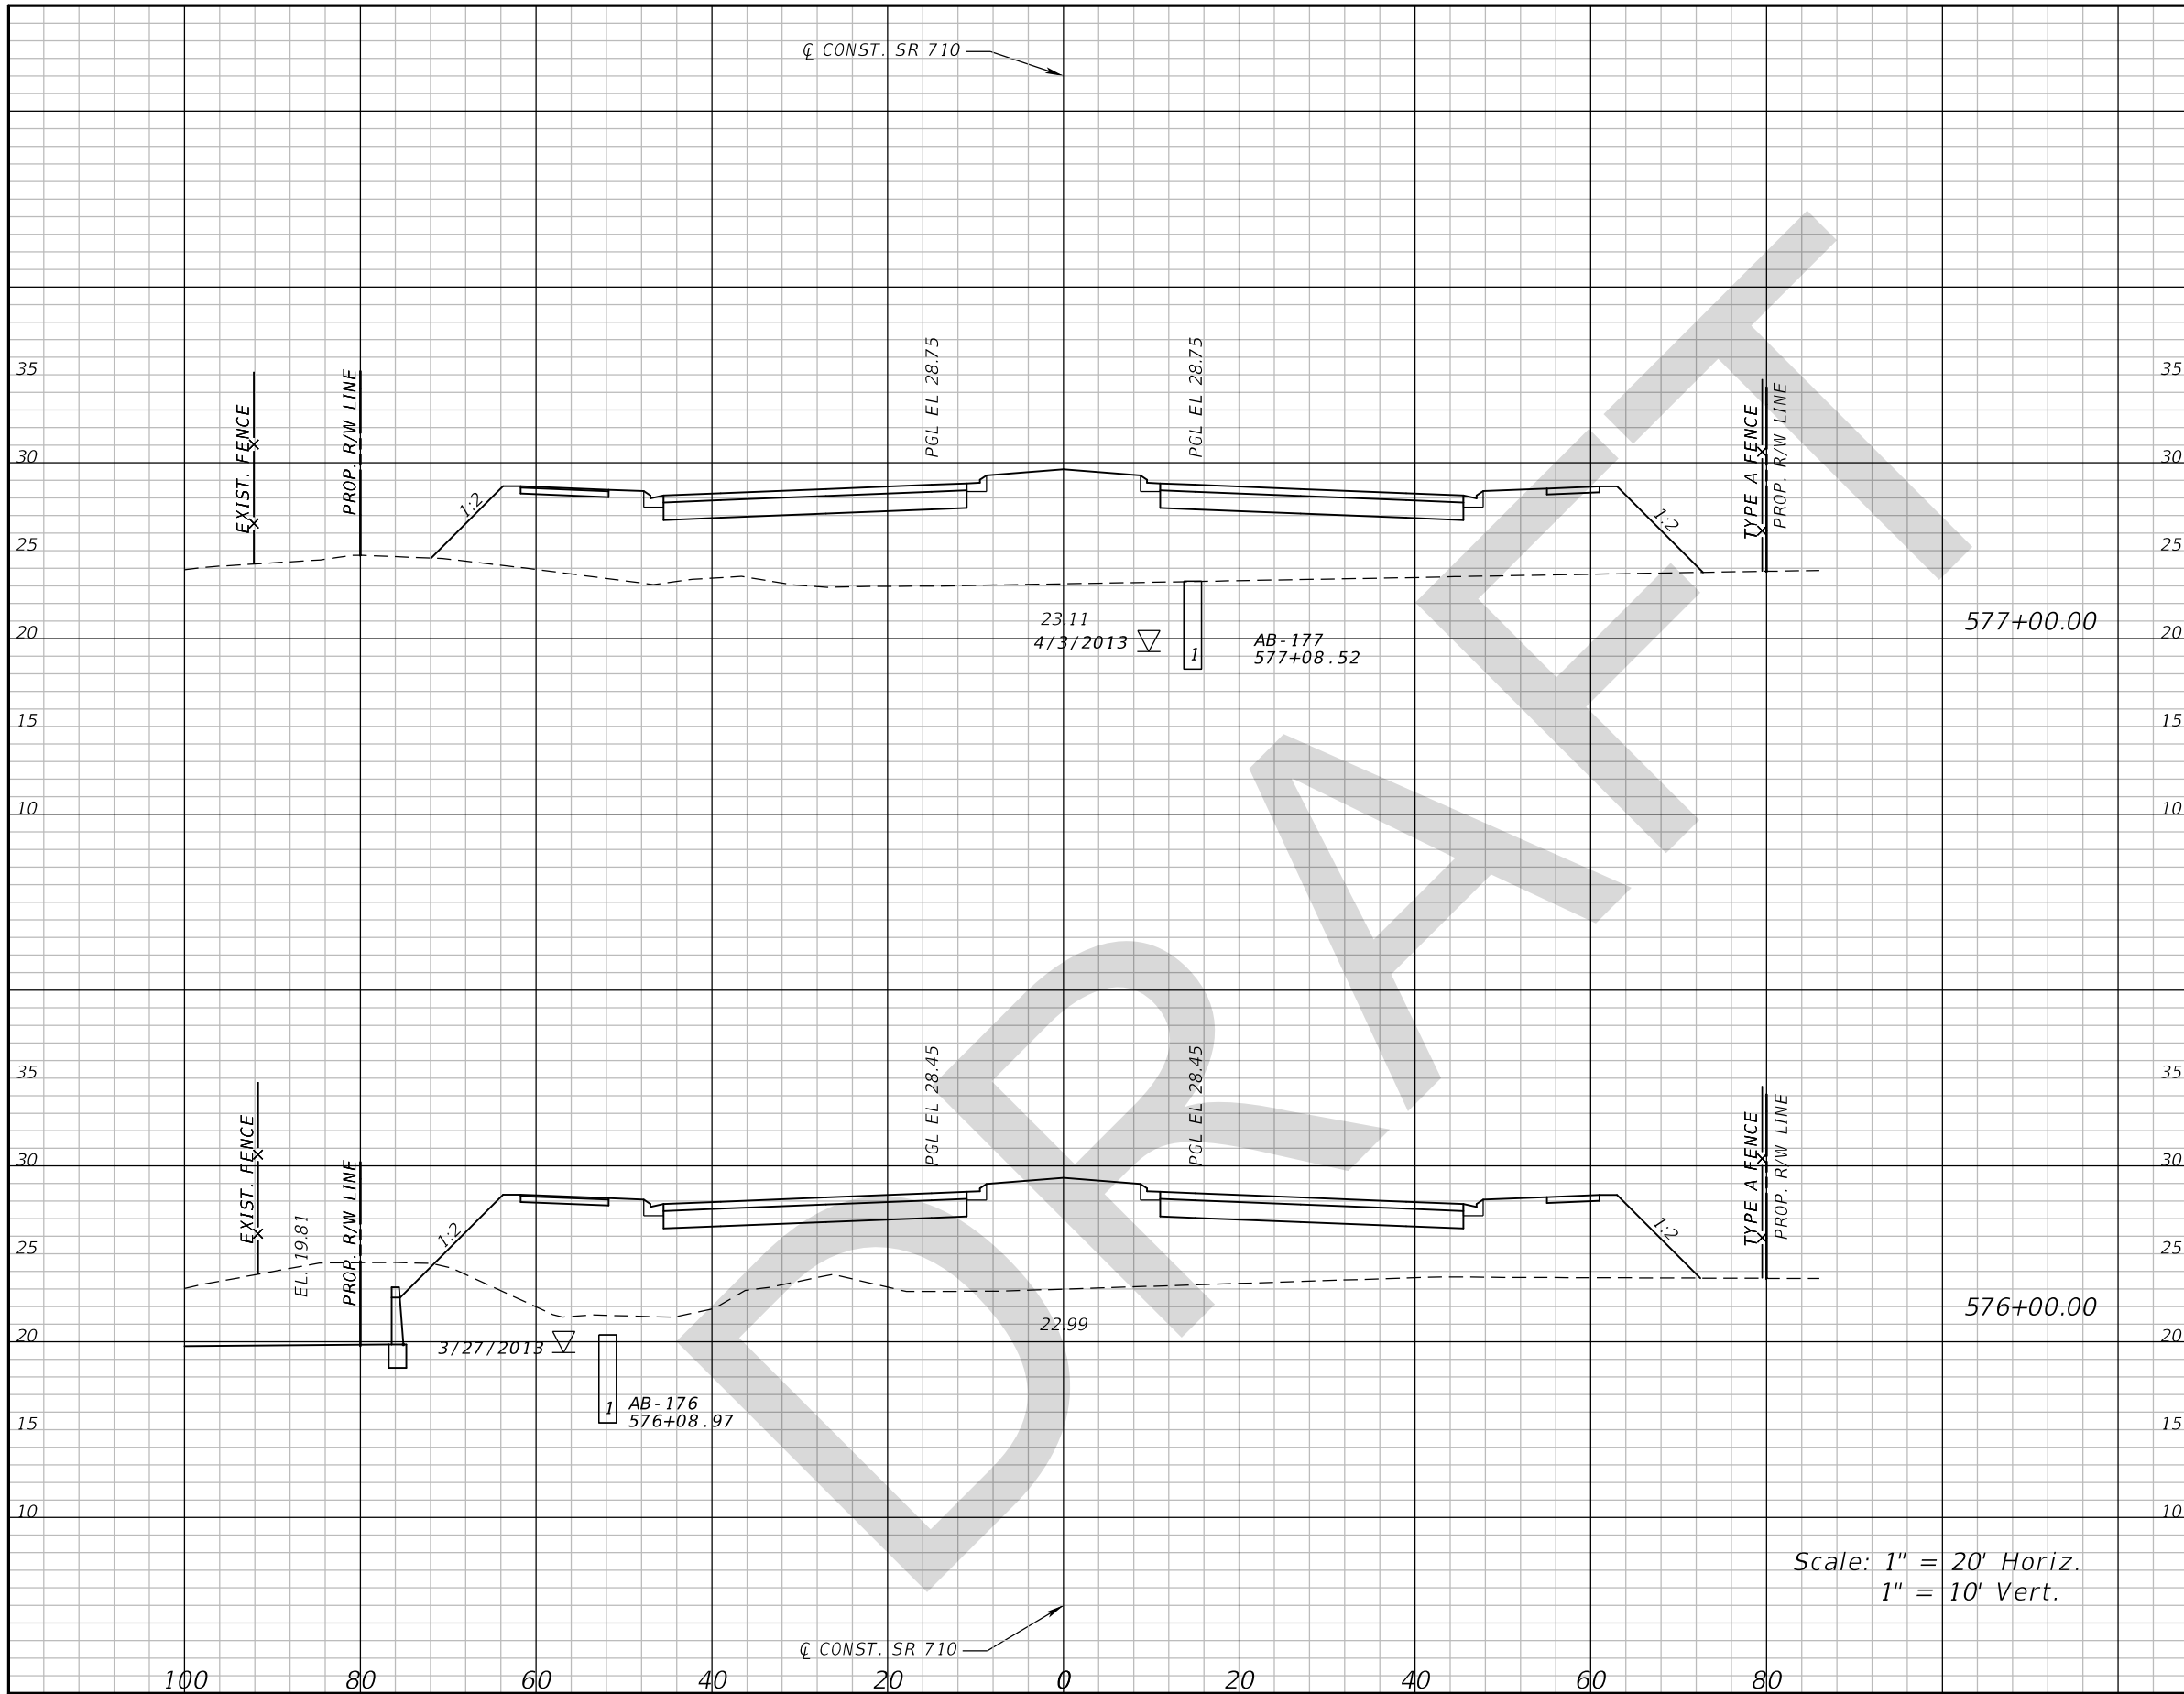 ℄ CONST. SR 710
PGL EL 28.75
PGL EL 28.75
35
35
EXIST. FENCE
PROP. R/W LINE
TYPE A FENCE
PROP. R/W LINE
30
30
1:2
1:2
25
25
23.11
4/3/2013
1
AB-177
577+08.52
577+00.00
20
20
15
15
10
10
DRAFT
PGL EL 28.45
PGL EL 28.45
35
35
EXIST. FENCE
EL. 19.81
PROP. R/W LINE
TYPE A FENCE
PROP. R/W LINE
30
30
1:2
1:2
25
25
576+00.00
22.99
20
20
3/27/2013
1
AB-176
576+08.97
15
15
10
10
Scale: 1" = 20' Horiz.
1" = 10' Vert.
℄ CONST. SR 710
100 80 60 40 20 0 20 40 60 80